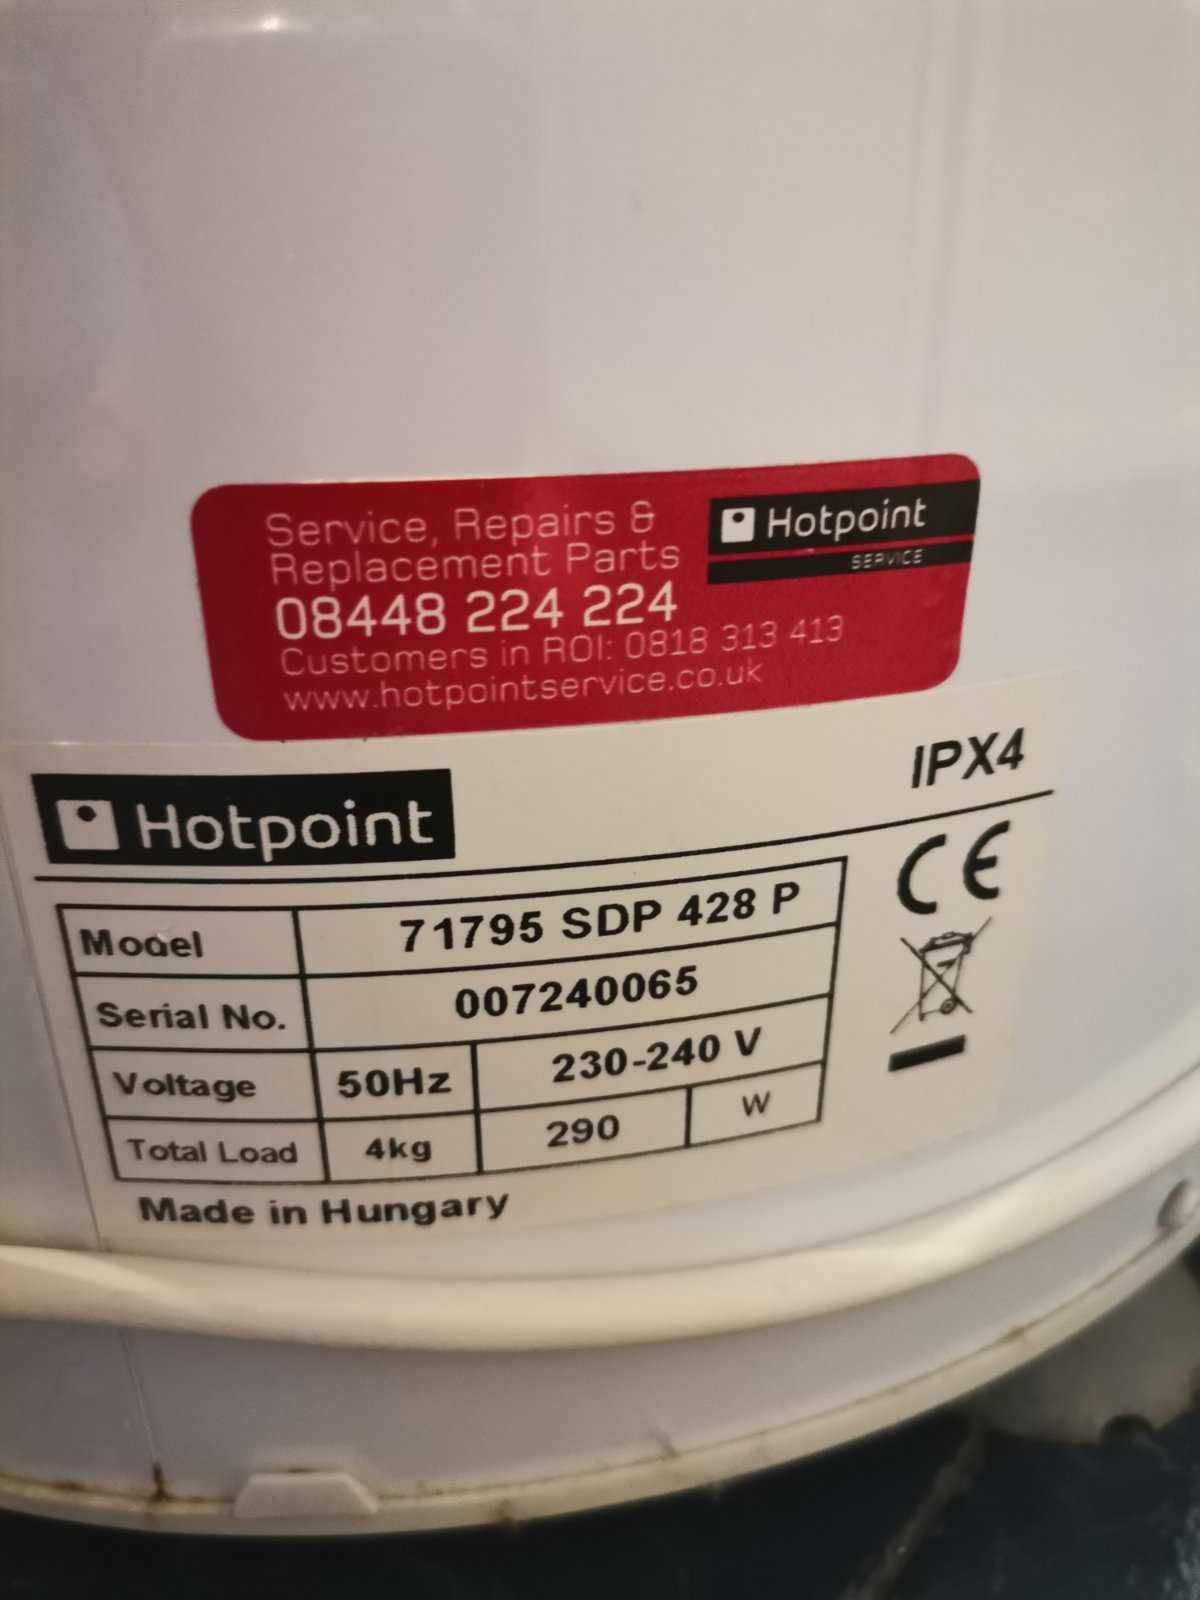 Service, Repairs &
Replacement Parts
08448 224 224
Customers in ROI: 0818 313 413
www.hotpointservice.co.uk
Hotpoint
SERVICE
Hotpoint
IPX4
CE
Model 71795 SDP 428 P
Serial No. 007240065
Voltage 50Hz 230-240 V
Total Load 4kg 290 W
Made in Hungary